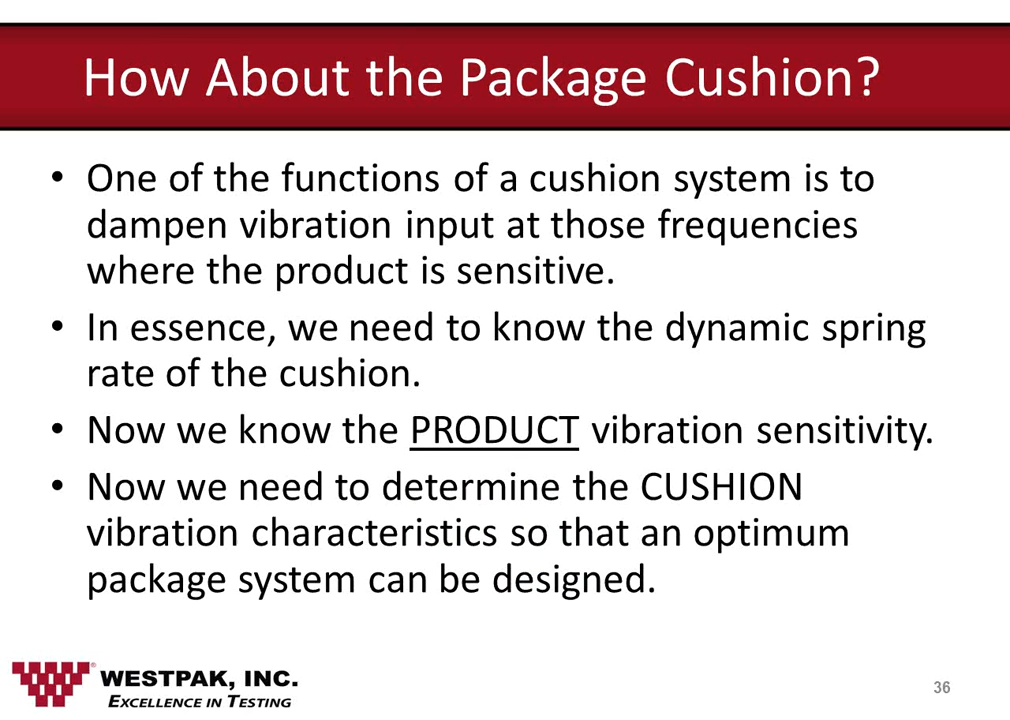 How About the Package Cushion?
• One of the functions of a cushion system is to
dampen vibration input at those frequencies
where the product is sensitive.
• In essence, we need to know the dynamic spring
rate of the cushion.
• Now we know the PRODUCT vibration sensitivity.
• Now we need to determine the CUSHION
vibration characteristics so that an optimum
package system can be designed.
® WESTPAK, INC.
EXCELLENCE IN TESTING
36